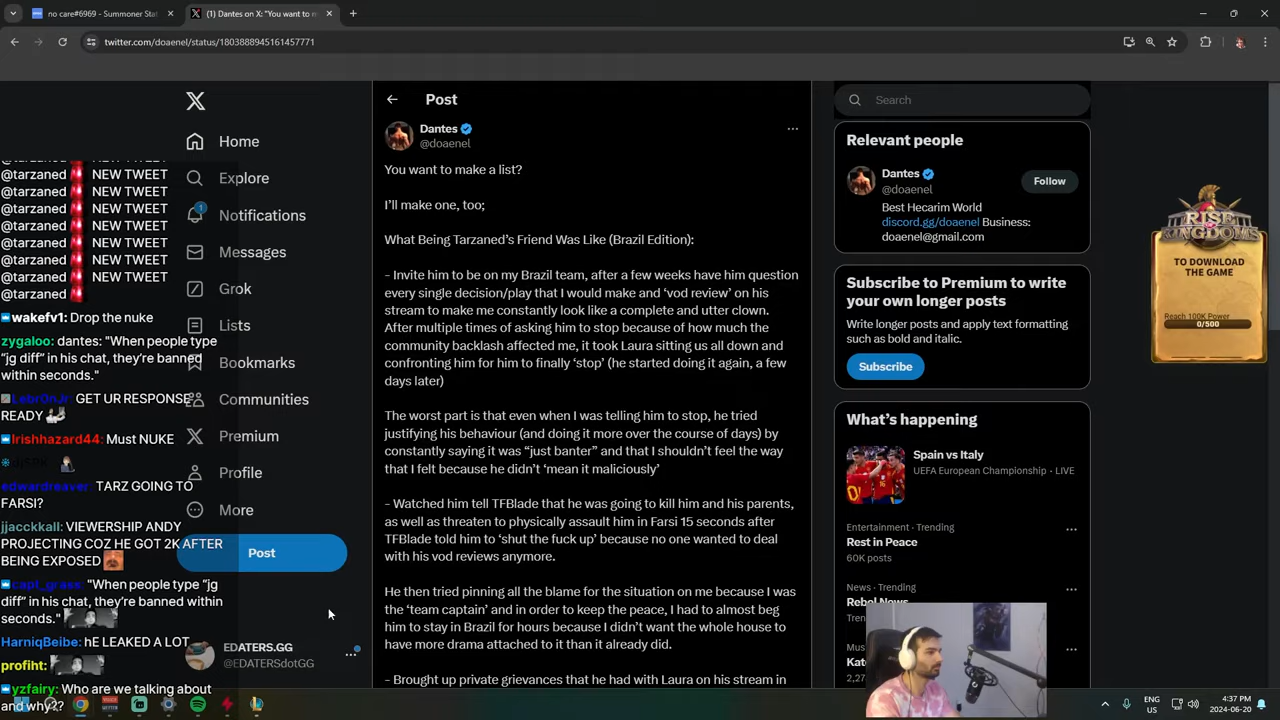 no care#6969 - Summoner Sta
(1) Dantes on X: "You want to m
twitter.com/doaenel/status/1803888945161457771
Home
Explore
1
Notifications
Messages
Grok
Lists
Bookmarks
Communities
Premium
Profile
More
Post
EDATERS.GG
@EDATERSdotGG
@tarzaned NEW TWEET
@tarzaned NEW TWEET
@tarzaned NEW TWEET
@tarzaned NEW TWEET
@tarzaned NEW TWEET
@tarzaned NEW TWEET
@tarzaned NEW TWEET
@tarzaned
wakefv1: Drop the nuke
zygaloo: dantes: "When people type
"jg diff" in his chat, they're banned
within seconds."
LebrOnJr: GET UR RESPONSE
READY
Irishhazard44: Must NUKE
edwardreaver: TARZ GOING TO
FARSI?
jjacckkall: VIEWERSHIP ANDY
PROJECTING COZ HE GOT 2K AFTER
BEING EXPOSED
capt_grass: "When people type "jg
diff" in his chat, they're banned within
seconds."
HarniqBeibe: hE LEAKED A LOT
profiht:
yzfairy: Who are we talking about
and why??
Post
Dantes
@doaenel
You want to make a list?
I'll make one, too;
What Being Tarzaned's Friend Was Like (Brazil Edition):
- Invite him to be on my Brazil team, after a few weeks have him question
every single decision/play that I would make and 'vod review' on his
stream to make me constantly look like a complete and utter clown.
After multiple times of asking him to stop because of how much the
community backlash affected me, it took Laura sitting us all down and
confronting him for him to finally 'stop' (he started doing it again, a few
days later)
The worst part is that even when I was telling him to stop, he tried
justifying his behaviour (and doing it more over the course of days) by
constantly saying it was "just banter" and that I shouldn't feel the way
that I felt because he didn't 'mean it maliciously'
- Watched him tell TFBlade that he was going to kill him and his parents,
as well as threaten to physically assault him in Farsi 15 seconds after
TFBlade told him to 'shut the fuck up' because no one wanted to deal
with his vod reviews anymore.
He then tried pinning all the blame for the situation on me because I was
the 'team captain' and in order to keep the peace, I had to almost beg
him to stay in Brazil for hours because I didn't want the whole house to
have more drama attached to it than it already did.
- Brought up private grievances that he had with Laura on his stream in
Search
Relevant people
Dantes
@doaenel
Follow
Best Hecarim World
discord.gg/doaenel Business:
doaenel@gmail.com
Subscribe to Premium to write
your own longer posts
Write longer posts and apply text formatting
such as bold and italic.
Subscribe
What's happening
Spain vs Italy
UEFA European Championship · LIVE
Entertainment · Trending
Rest in Peace
60K posts
News · Trending
Rebel News
Tren
Mus
Kat
2.27
RISE
KINGDOMS
TO DOWNLOAD
THE GAME
Reach 100K Power
0/500
ENG
US
4:37 PM
2024-06-20